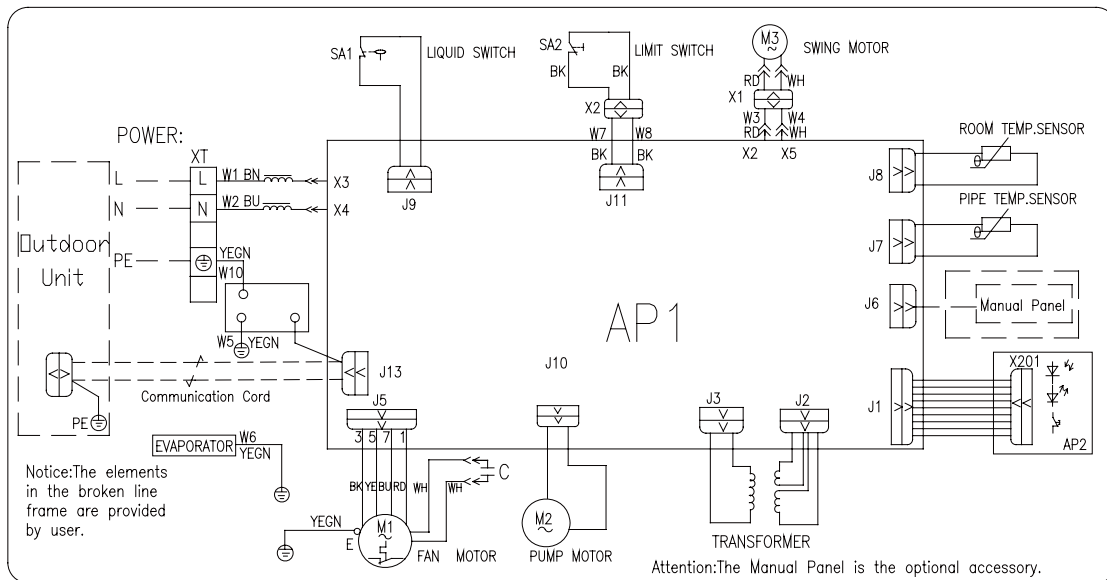 SA1
LIQUID SWITCH
SA2
LIMIT SWITCH
BK
BK
M3
~
SWING MOTOR
RD
WH
X1
X2
W3
W4
RD
WH
W7
W8
BK
BK
X2
X5
POWER:
XT
L
L
W1 BN
X3
N
N
W2 BU
X4
PE
YEGN
W10
Outdoor
Unit
W5
YEGN
J9
J11
J8
ROOM TEMP.SENSOR
θ
J7
PIPE TEMP.SENSOR
θ
J6
Manual Panel
AP1
J13
J10
Communication Cord
PE
J5
3 5 7 1
J3
J2
J1
X201
AP2
EVAPORATOR
W6
YEGN
BK
YE
BU
RD
WH
WH
C
YEGN
E
M1
~
FAN MOTOR
M2
~
PUMP MOTOR
TRANSFORMER
Notice:The elements
in the broken line
frame are provided
by user.
Attention:The Manual Panel is the optional accessory.